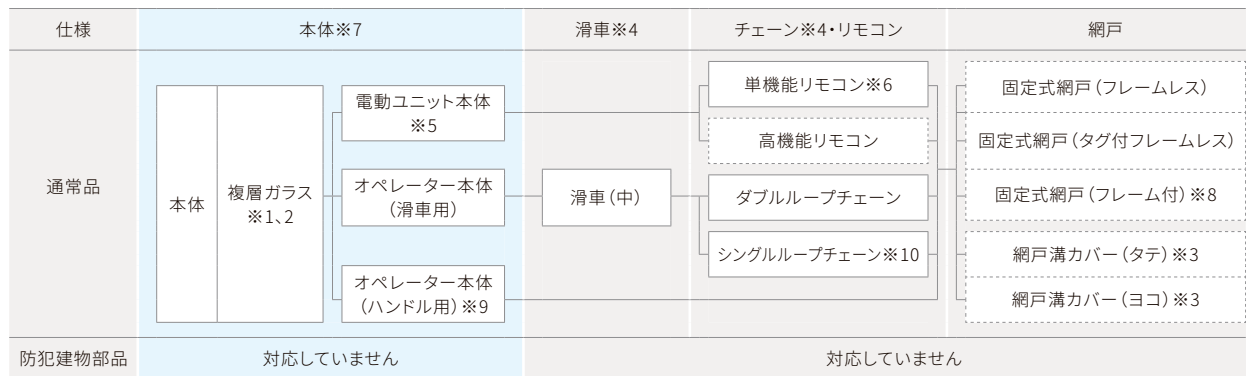 仕様
本体※7
滑車※4
チェーン※4・リモコン
網戸
通常品
本体
複層ガラス
※1、2
電動ユニット本体
※5
オペレーター本体
（滑車用）
オペレーター本体
（ハンドル用）※9
滑車（中）
単機能リモコン※6
高機能リモコン
ダブルループチェーン
シングルループチェーン※10
固定式網戸（フレームレス）
固定式網戸（タグ付フレームレス）
固定式網戸（フレーム付）※8
網戸溝カバー（タテ）※3
網戸溝カバー（ヨコ）※3
防犯建物部品
対応していません
対応していません